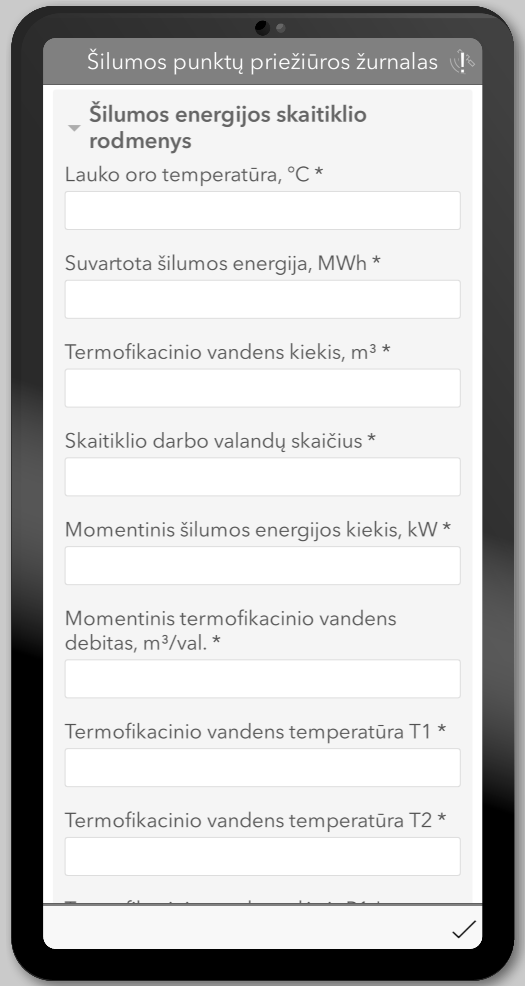 Šilumos punktų priežiūros žurnalas
Šilumos energijos skaitiklio
rodmenys
Lauko oro temperatūra, °C *
Suvartota šilumos energija, MWh *
Termofikacinio vandens kiekis, m³ *
Skaitiklio darbo valandų skaičius *
Momentinis šilumos energijos kiekis, kW *
Momentinis termofikacinio vandens
debitas, m³/val. *
Termofikacinio vandens temperatūra T1 *
Termofikacinio vandens temperatūra T2 *